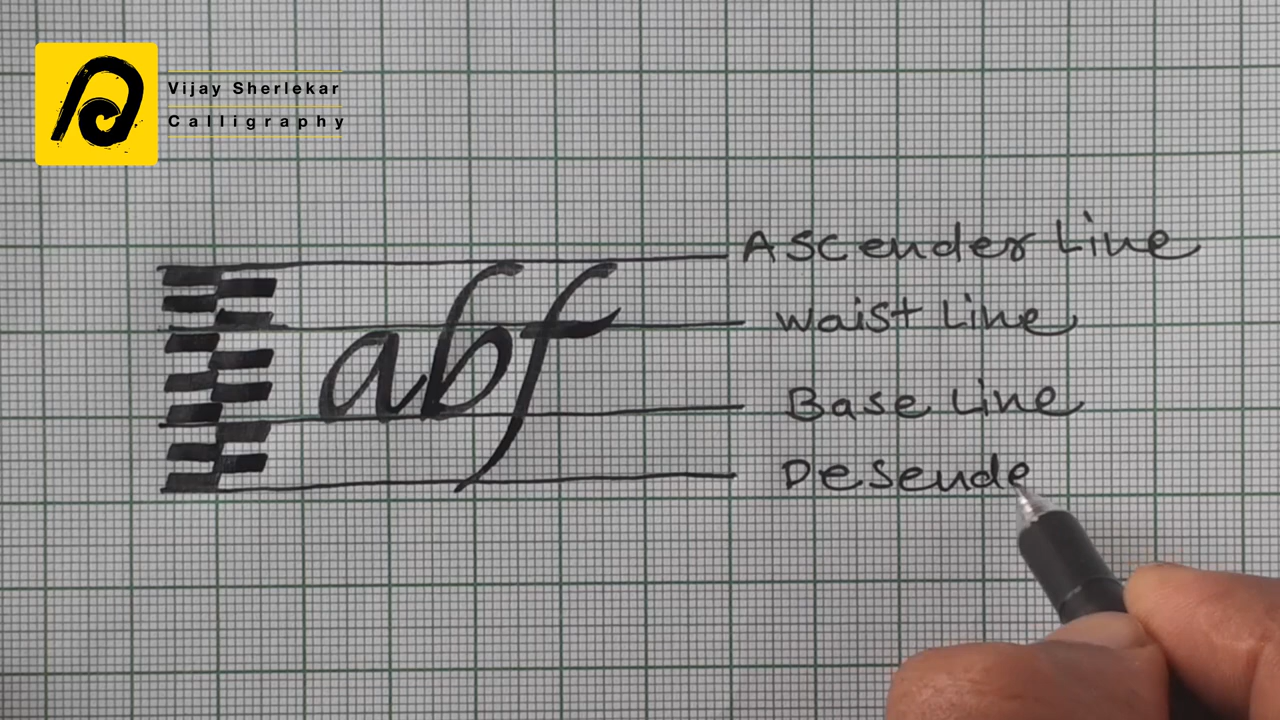 Vijay Sherlekar
Calligraphy
Ascender Line
Waist Line
abf
Base Line
Desende